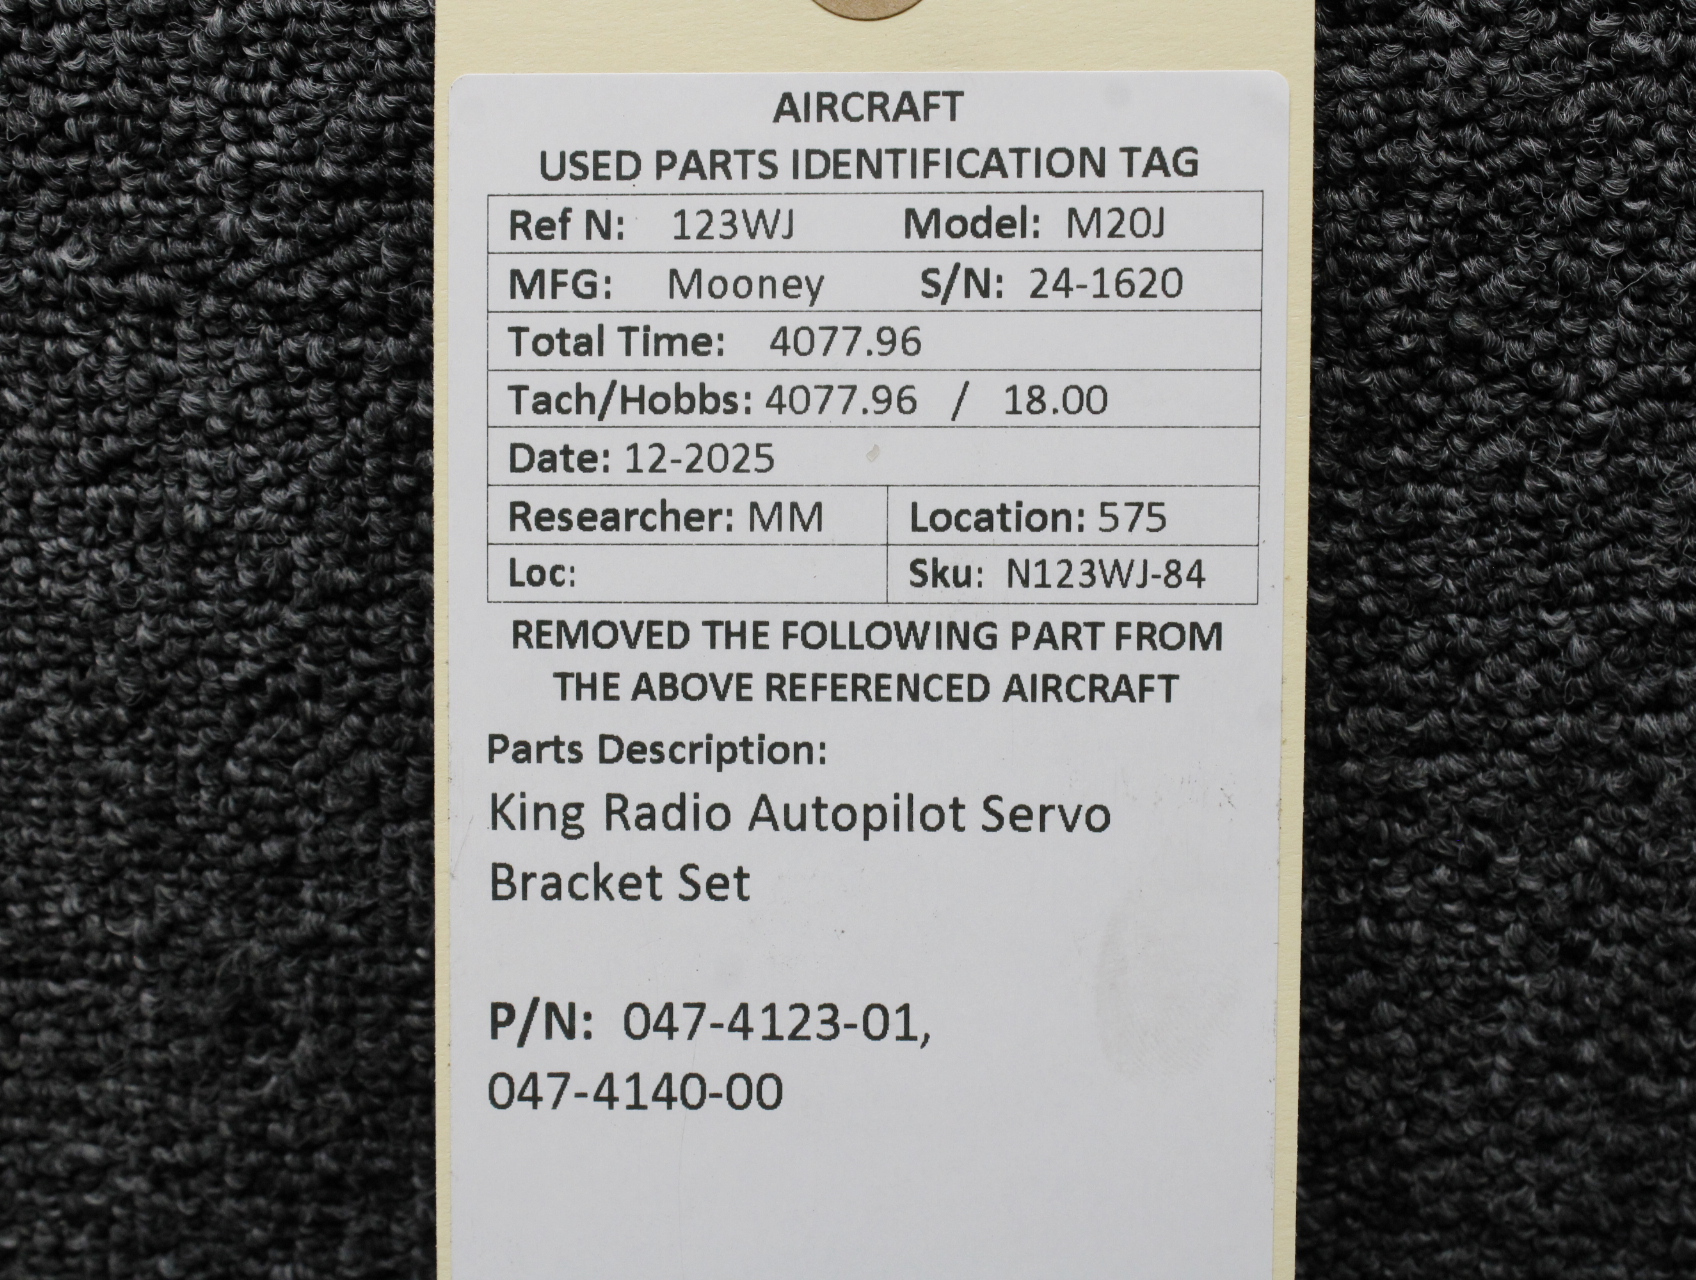 AIRCRAFT
USED PARTS IDENTIFICATION TAG
Ref N: 123WJ Model: M20J
MFG: Mooney S/N: 24-1620
Total Time: 4077.96
Tach/Hobbs: 4077.96 / 18.00
Date: 12-2025
Researcher: MM Location: 575
Loc: Sku: N123WJ-84
REMOVED THE FOLLOWING PART FROM
THE ABOVE REFERENCED AIRCRAFT
Parts Description:
King Radio Autopilot Servo
Bracket Set
P/N: 047-4123-01,
047-4140-00